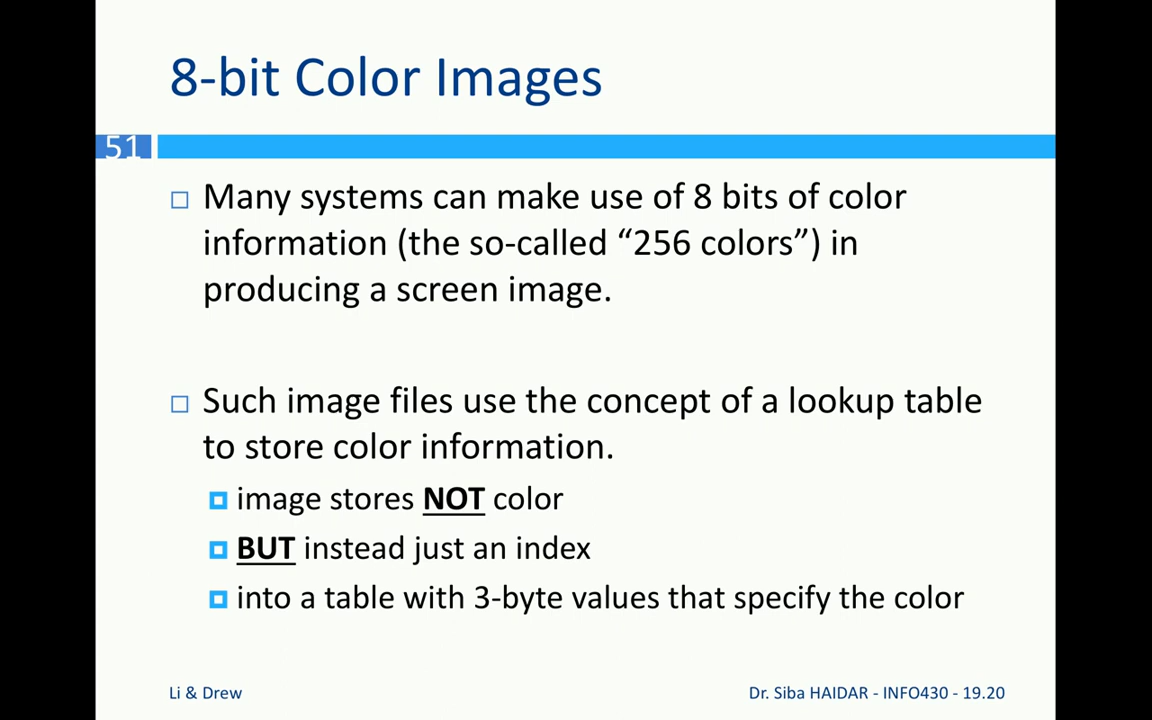 8-bit Color Images
51
Many systems can make use of 8 bits of color
information (the so-called “256 colors”) in
producing a screen image.
Such image files use the concept of a lookup table
to store color information.
image stores NOT color
BUT instead just an index
into a table with 3-byte values that specify the color
Li & Drew
Dr. Siba HAIDAR - INFO430 - 19.20